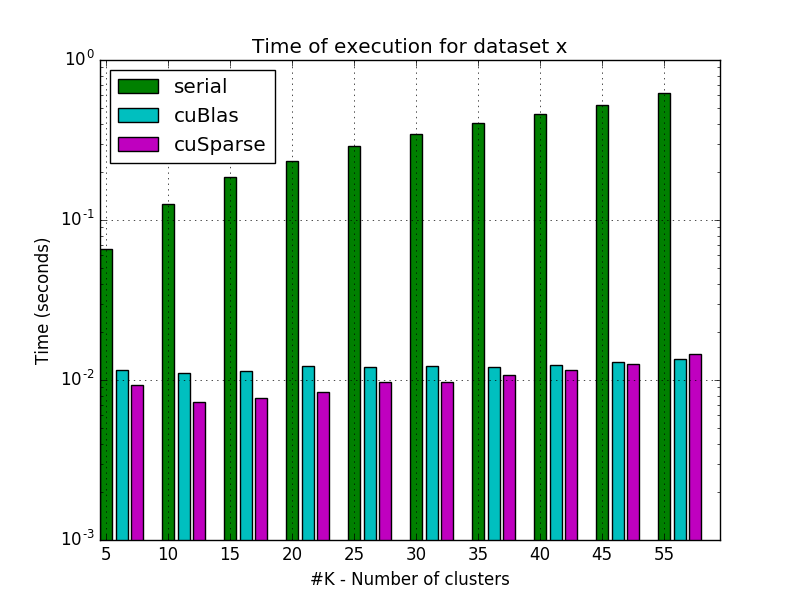 Time of execution for dataset x
serial
cuBlas
cuSparse
10^0
10^-1
10^-2
10^-3
Time (seconds)
5 10 15 20 25 30 35 40 45 55
#K - Number of clusters